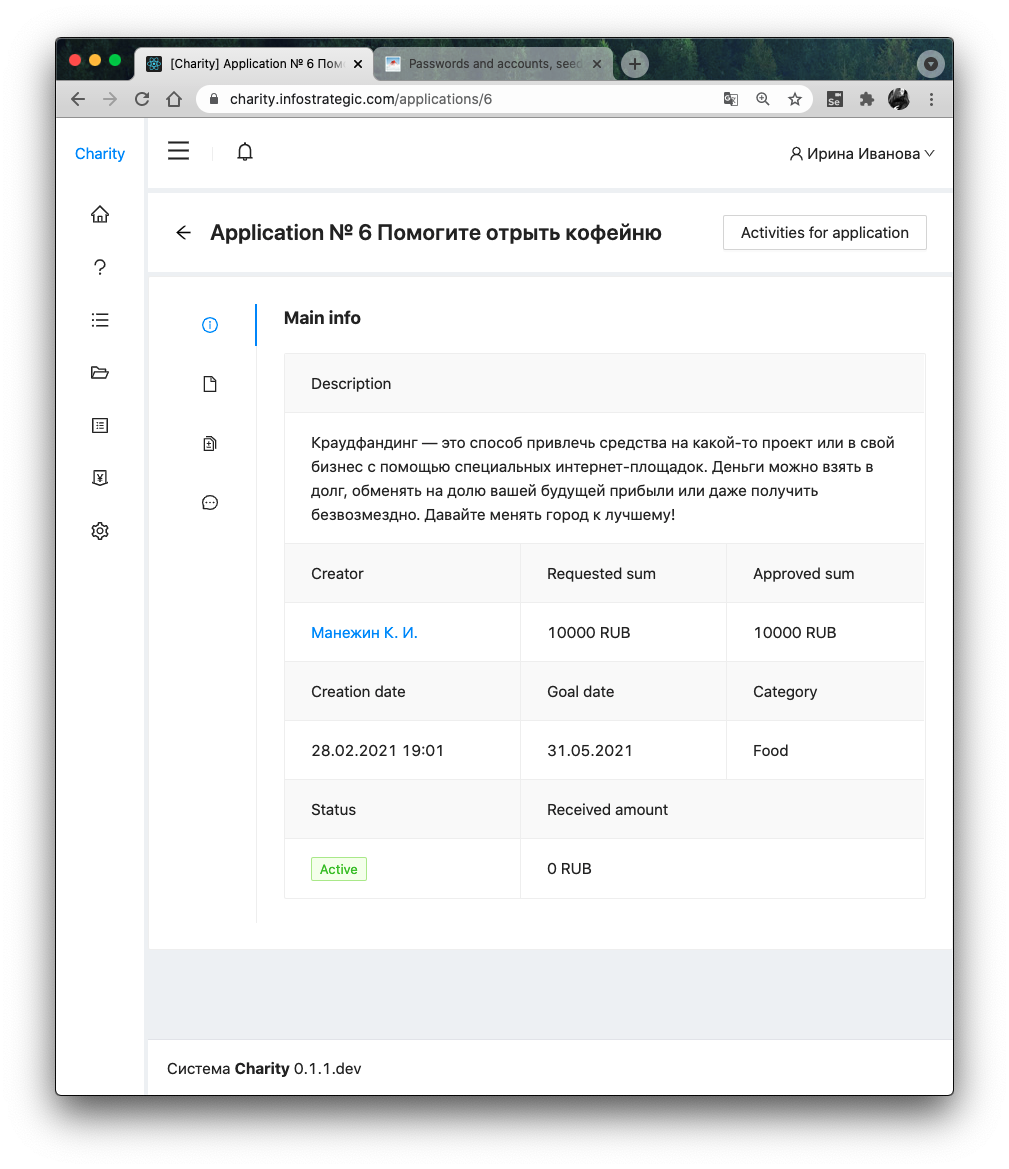 [Charity] Application № 6 Пом
Passwords and accounts, seed
charity.infostrategic.com/applications/6
Se
Charity
Ирина Иванова
Application № 6 Помогите отрыть кофейню
Activities for application
Main info
Description
Краудфандинг — это способ привлечь средства на какой-то проект или в свой
бизнес с помощью специальных интернет-площадок. Деньги можно взять в
долг, обменять на долю вашей будущей прибыли или даже получить
безвозмездно. Давайте менять город к лучшему!
Creator Requested sum Approved sum
Манежин К. И. 10000 RUB 10000 RUB
Creation date Goal date Category
28.02.2021 19:01 31.05.2021 Food
Status Received amount
Active 0 RUB
Система Charity 0.1.1.dev